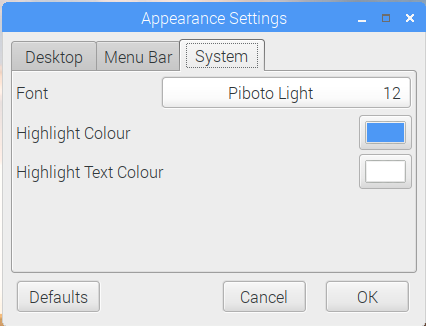 Appearance Settings
Desktop Menu Bar System
Font Piboto Light 12
Highlight Colour
Highlight Text Colour
Defaults Cancel OK